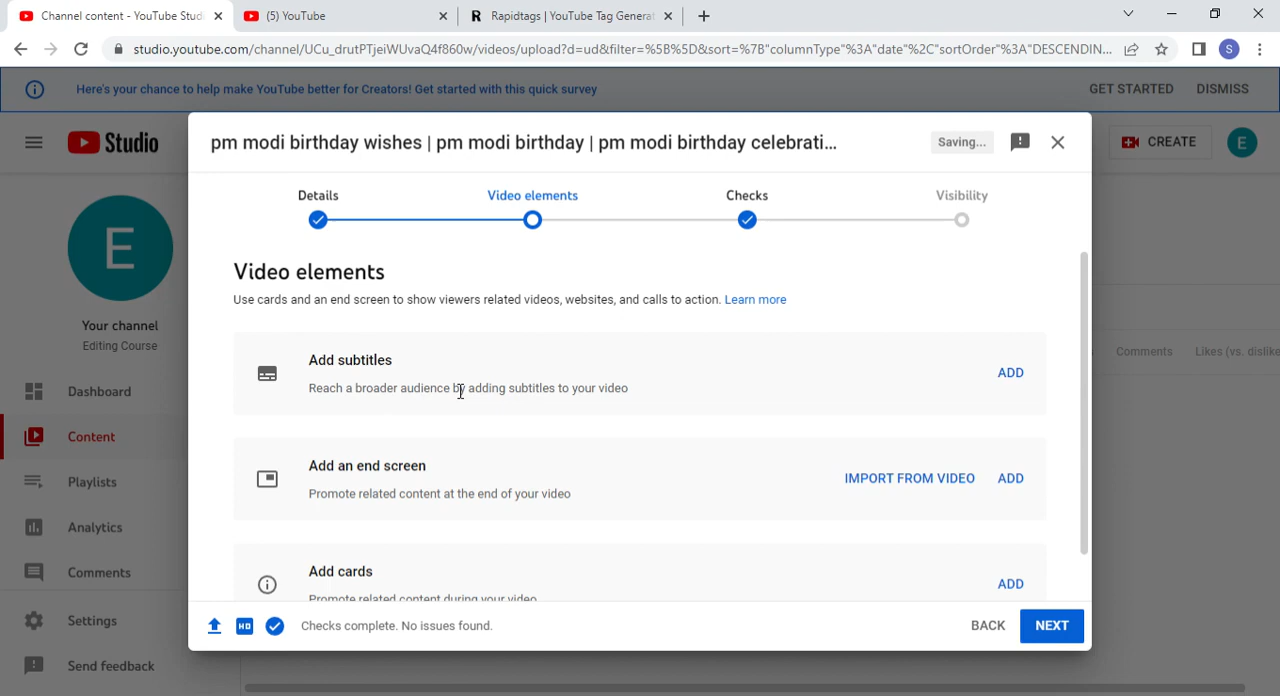 Channel content - YouTube Studi
(5) YouTube
R Rapidtags | YouTube Tag Generat
studio.youtube.com/channel/UCu_drutPTjeiWUvaQ4f860w/videos/upload?d=ud&filter=%5B%5D&sort=%7B"columnType"%3A"date"%2C"sortOrder"%3A"DESCENDIN...
S
Here's your chance to help make YouTube better for Creators! Get started with this quick survey
GET STARTED
DISMISS
Studio
CREATE
E
pm modi birthday wishes | pm modi birthday | pm modi birthday celebrati...
Saving...
Details
Video elements
Checks
Visibility
E
Your channel
Editing Course
Dashboard
Content
Playlists
Analytics
Comments
Settings
Send feedback
Video elements
Use cards and an end screen to show viewers related videos, websites, and calls to action. Learn more
Add subtitles
Reach a broader audience by adding subtitles to your video
ADD
Add an end screen
Promote related content at the end of your video
IMPORT FROM VIDEO
ADD
Add cards
Promote related content during your video
ADD
Comments
Likes (vs. dislike
HD
Checks complete. No issues found.
BACK
NEXT